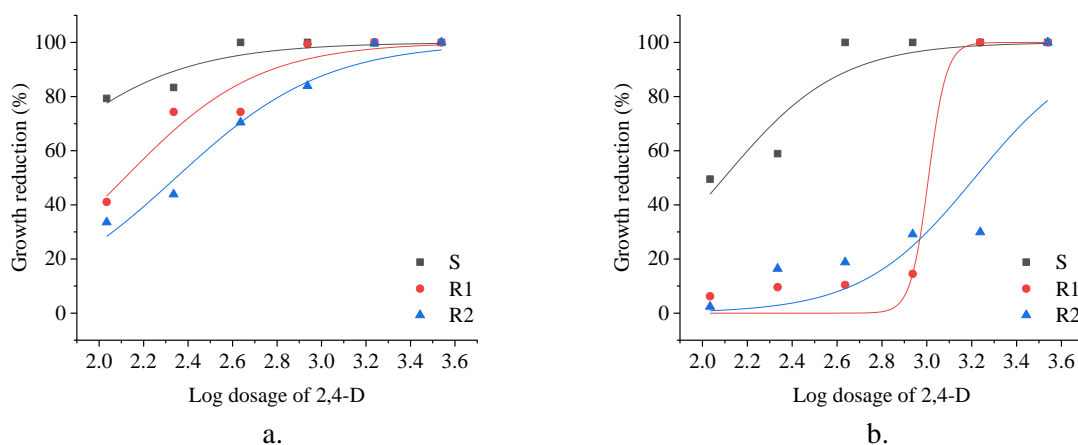 100
80
60
40
20
0
Growth reduction (%)
S
R1
R2
2.0 2.2 2.4 2.6 2.8 3.0 3.2 3.4 3.6
Log dosage of 2,4-D
a.
100
80
60
40
20
0
Growth reduction (%)
S
R1
R2
2.0 2.2 2.4 2.6 2.8 3.0 3.2 3.4 3.6
Log dosage of 2,4-D
b.